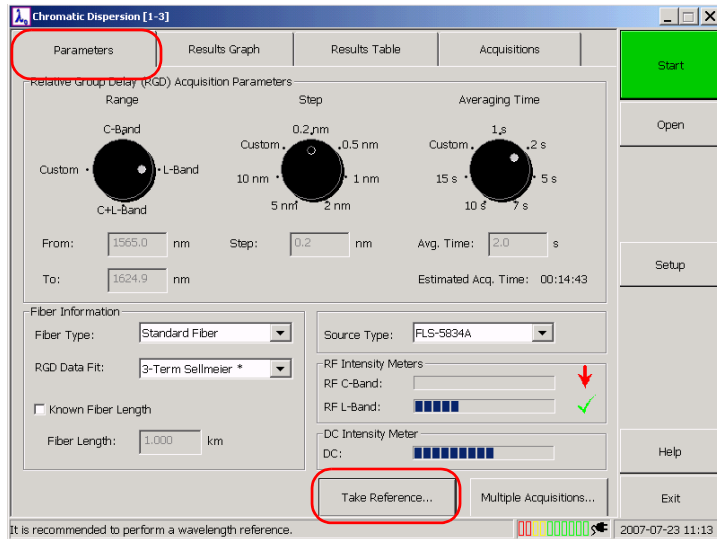 λ Chromatic Dispersion [1-3]
Parameters Results Graph Results Table Acquisitions
Start
Relative Group Delay (RGD) Acquisition Parameters
Range Step Averaging Time
C-Band 0.2 nm 1 s
Open
Custom .5 nm Custom 2 s
Custom L-Band 10 nm 1 nm 15 s 5 s
C+L-Band 5 nm 2 nm 10 s 7 s
From: 1565.0 nm Step: 0.2 nm Avg. Time: 2.0 s
To: 1624.9 nm Estimated Acq. Time: 00:14:43
Setup
Fiber Information
Fiber Type: Standard Fiber Source Type: FLS-5834A
RGD Data Fit: 3-Term Sellmeier * RF Intensity Meters
RF C-Band:
Known Fiber Length RF L-Band:
Fiber Length: 1.000 km DC Intensity Meter
DC:
Help
Take Reference... Multiple Acquisitions... Exit
It is recommended to perform a wavelength reference. 2007-07-23 11:13